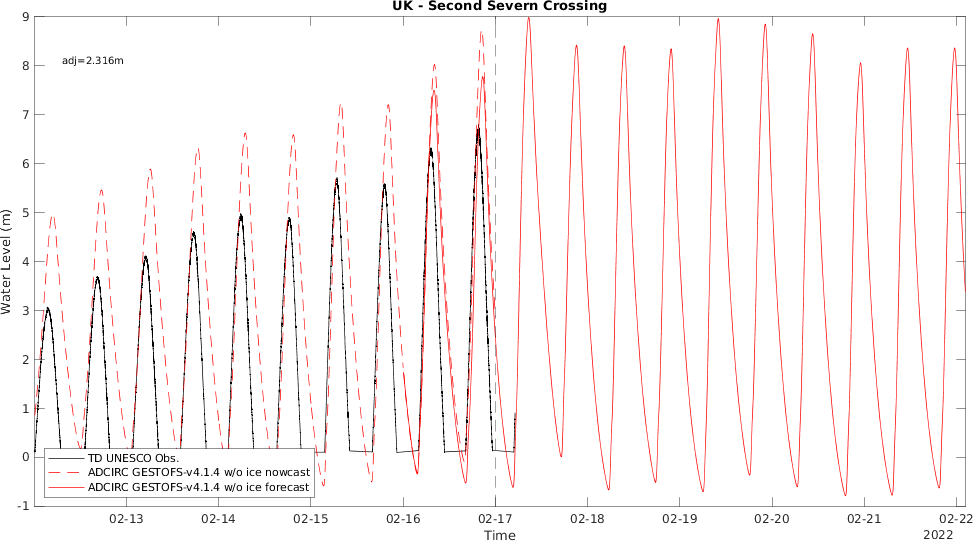 UK - Second Severn Crossing
adj=2.316m
9
8
7
6
5
4
3
2
1
0
-1
Water Level (m)
TD UNESCO Obs.
ADCIRC GESTOFS-v4.1.4 w/o ice nowcast
ADCIRC GESTOFS-v4.1.4 w/o ice forecast
02-13 02-14 02-15 02-16 02-17 02-18 02-19 02-20 02-21 02-22
Time
2022